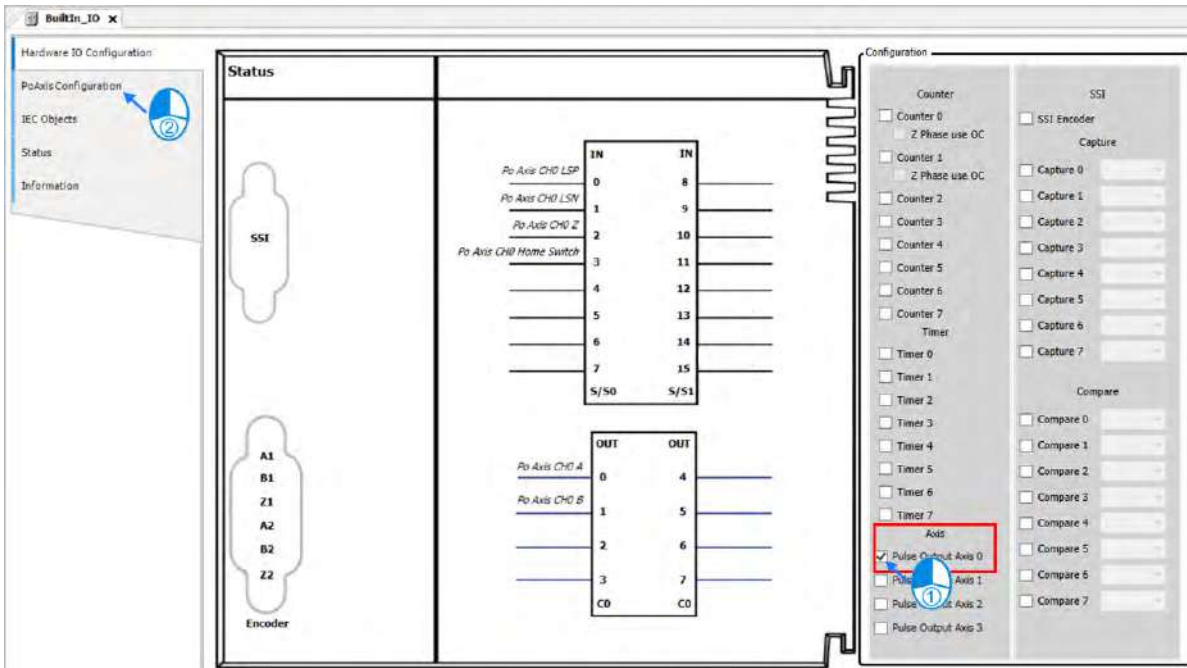 BuiltIn_IO x
Hardware IO Configuration
PoAxis Configuration
②
IEC Objects
Status
Information
Status
SSI
A1
B1
Z1
A2
B2
Z2
Encoder
IN IN
Po Axis CH0 LSP 0 8
Po Axis CH0 LSN 1 9
Po Axis CH0 Z 2 10
Po Axis CH0 Home Switch 3 11
4 12
5 13
6 14
7 15
S/S0 S/S1
OUT OUT
Po Axis CH0 A 0 4
Po Axis CH0 B 1 5
2 6
3 7
C0 C0
Configuration
Counter
Counter 0
Z Phase use OC
Counter 1
Z Phase use OC
Counter 2
Counter 3
Counter 4
Counter 5
Counter 6
Counter 7
Timer
Timer 0
Timer 1
Timer 2
Timer 3
Timer 4
Timer 5
Timer 6
Timer 7
Axis
Pulse Output Axis 0
①
Axis 1
Axis 2
Pulse Output Axis 3
SSI
SSI Encoder
Capture
Capture 0
Capture 1
Capture 2
Capture 3
Capture 4
Capture 5
Capture 6
Capture 7
Compare
Compare 0
Compare 1
Compare 2
Compare 3
Compare 4
Compare 5
Compare 6
Compare 7